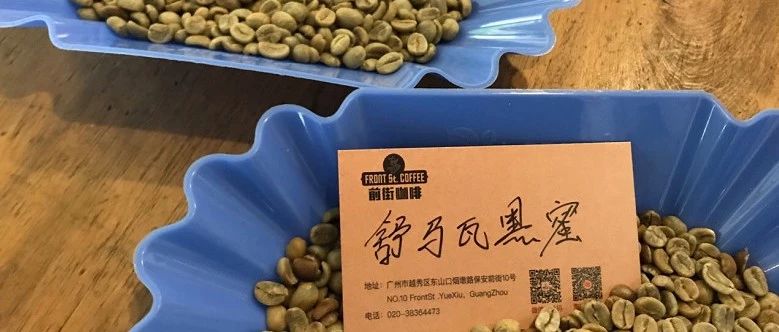 FRONT St. COFFEE
前街咖啡
舒马瓦黑蜜
地址：广州市越秀区东山口烟墩路保安前街10号
NO.10 FrontSt .YueXiu, GuangZhou
电话：020-38364473